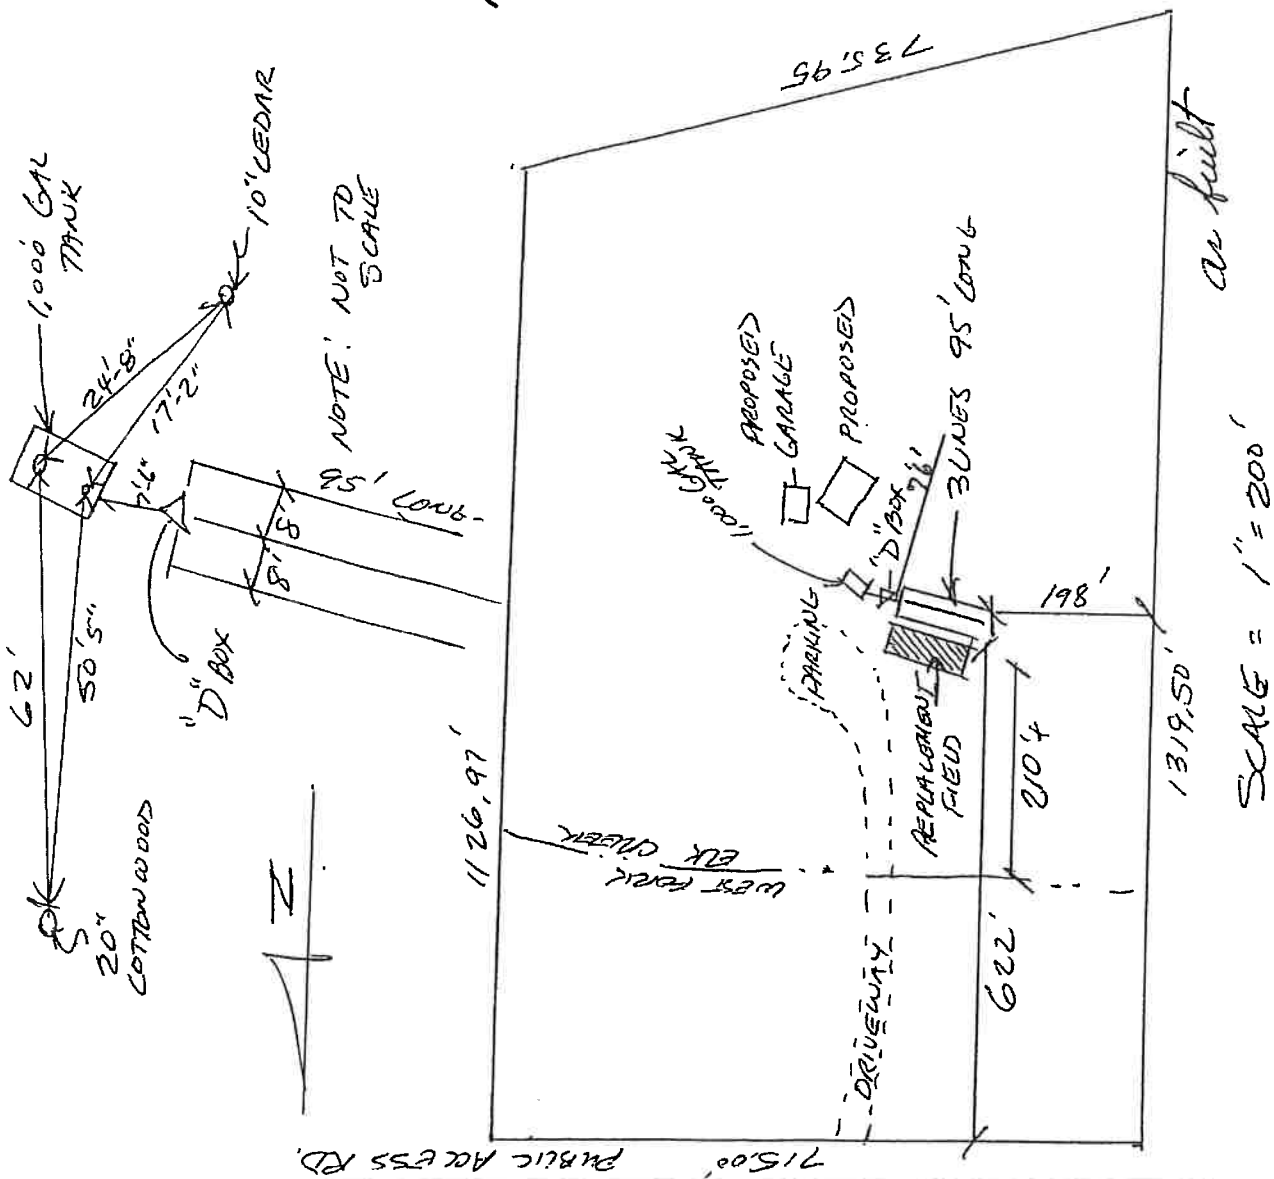 1,000 GAL
TANK
10" CEDAR
24'-8"
17'-2"
62'
50'5"
7'-6"
"D" BOX
8'
8'
95'
LONG
NOTE: NOT TO
SCALE
20"
COTTONWOOD
N
1126.97'
735.95
PROPOSED
GARAGE
PROPOSED
1,000 GAL
TANK
"D" BOX
76'
3 LINES 95' LONG
PARKING
REPLACEMENT
FIELD
198'
210'±
WEST FORK
ELK CREEK
DRIVEWAY
622'
1319.50'
715.00'
PUBLIC ACCESS RD.
as built
SCALE = 1" = 200'